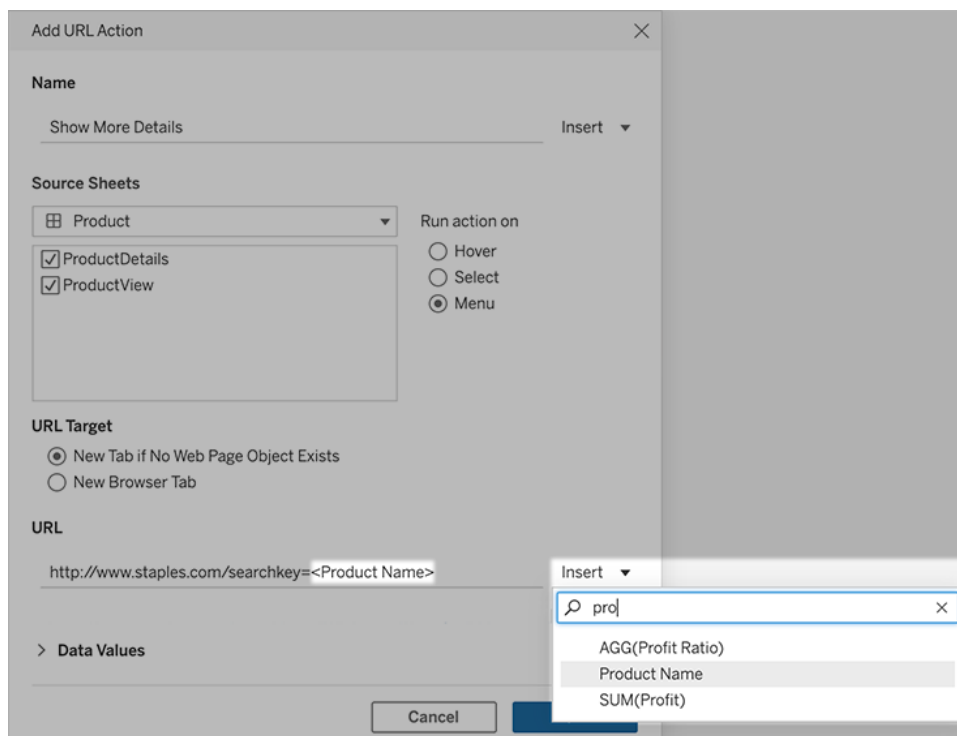 Add URL Action
Name
Show More Details
Insert
Source Sheets
Product
Run action on
ProductDetails
ProductView
Hover
Select
Menu
URL Target
New Tab if No Web Page Object Exists
New Browser Tab
URL
http://www.staples.com/searchkey=<Product Name>
Insert
pro
AGG(Profit Ratio)
Product Name
SUM(Profit)
Data Values
Cancel